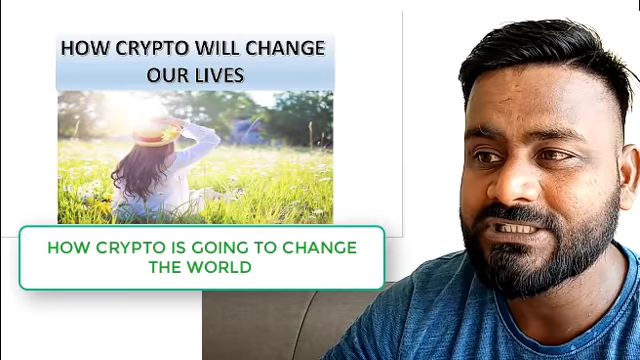 HOW CRYPTO WILL CHANGE
OUR LIVES
HOW CRYPTO IS GOING TO CHANGE
THE WORLD